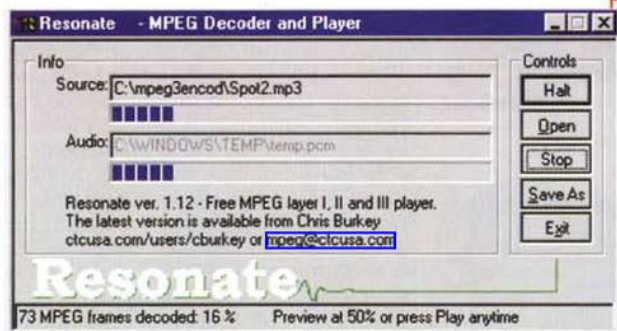 Resonate - MPEG Decoder and Player
Info
Controls
Source: C:\mpeg3encod\Spot2.mp3
Halt
Open
Audio: C:\WINDOWS\TEMP\temp.pcm
Stop
Save As
Exit
Resonate ver. 1.12 - Free MPEG layer I, II and III player.
The latest version is available from Chris Burkey
ctcusa.com/users/cburkey or mpeg@ctcusa.com
Resonate
73 MPEG frames decoded: 16 % Preview at 50% or press Play anytime